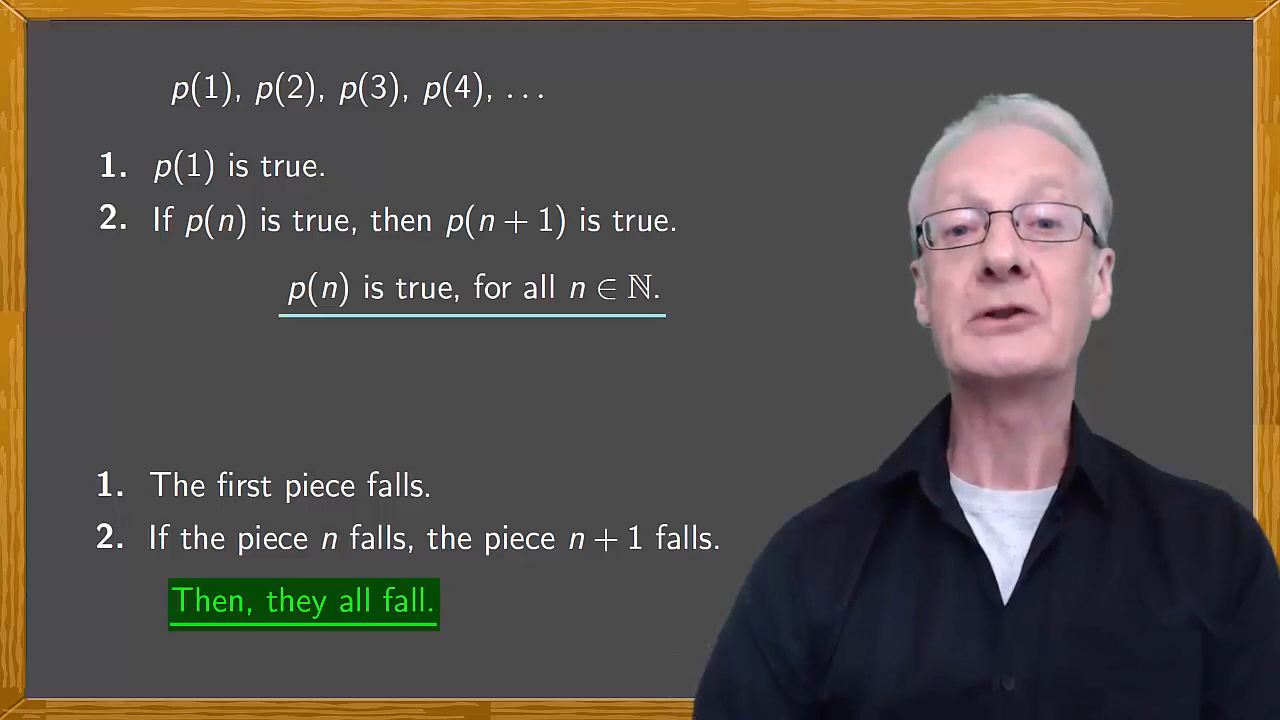 p(1), p(2), p(3), p(4), ...
1. p(1) is true.
2. If p(n) is true, then p(n + 1) is true.
p(n) is true, for all n ∈ ℕ.
1. The first piece falls.
2. If the piece n falls, the piece n + 1 falls.
Then, they all fall.